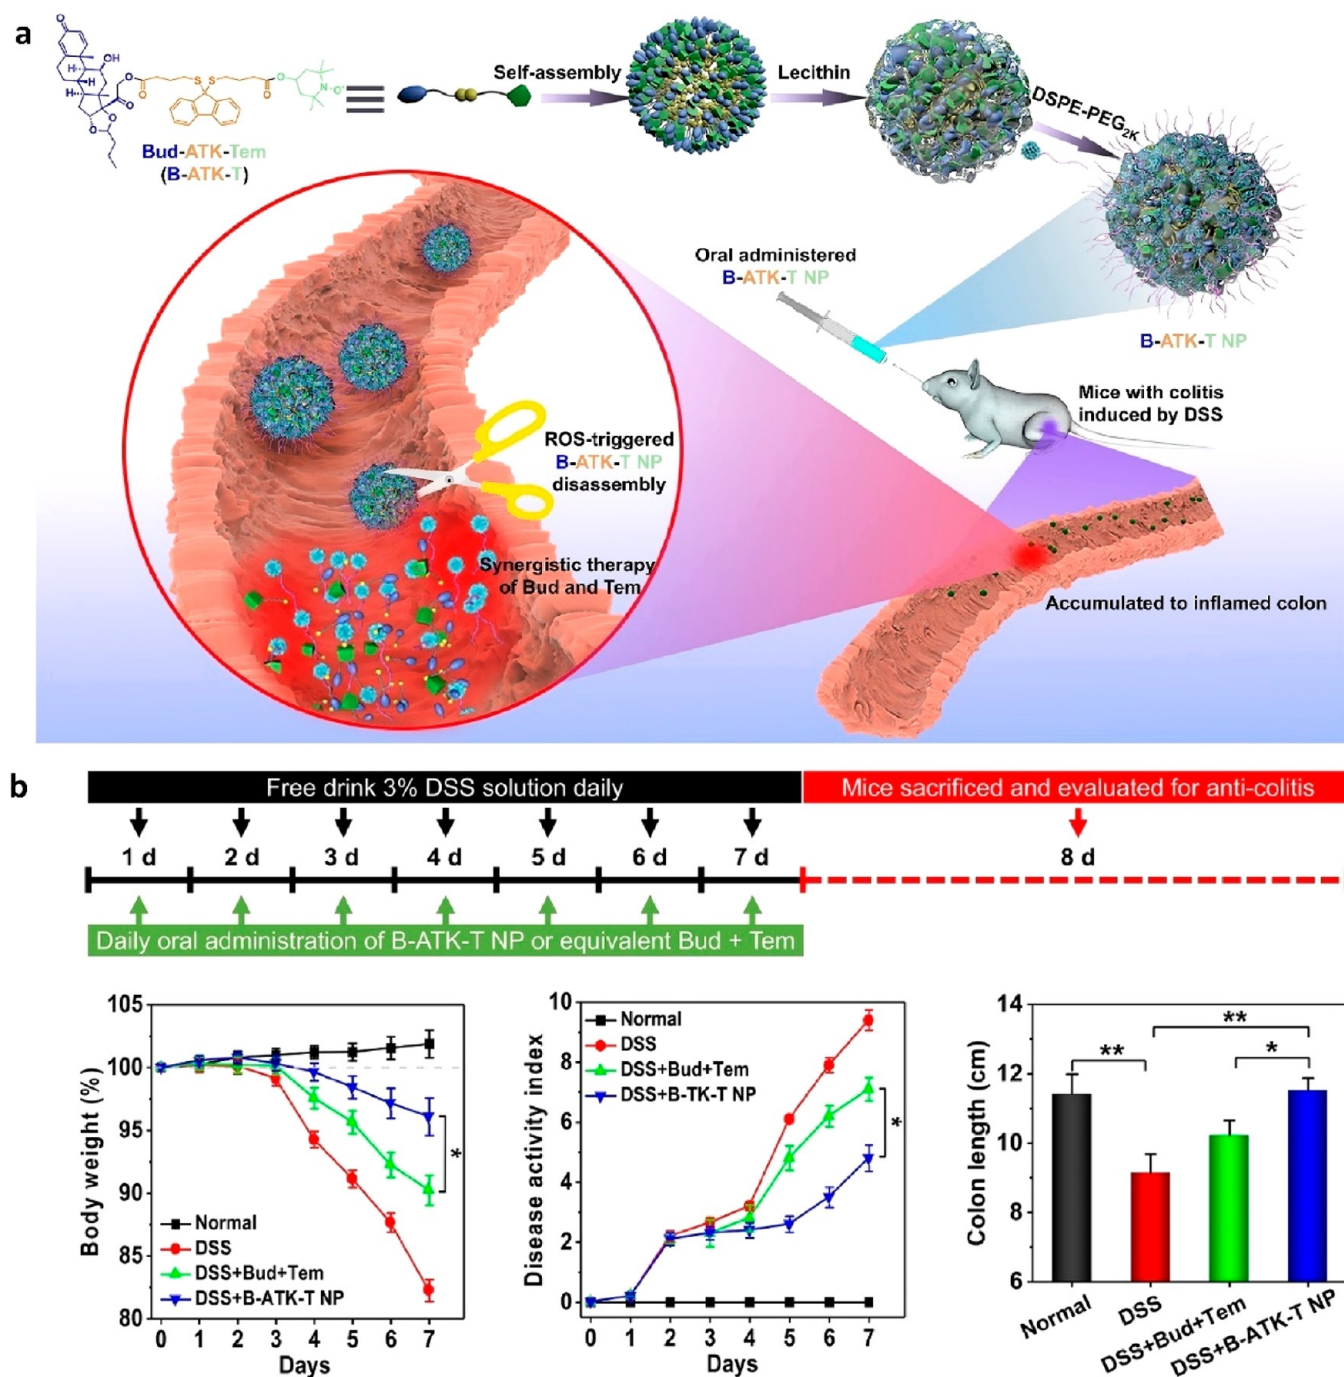 a
O
OH
H
H
H
O
O
O
O
O
S S
O
O
O
N-O·
Bud-ATK-Tem
(B-ATK-T)
Self-assembly
Lecithin
DSPE-PEG2K
Oral administered
B-ATK-T NP
B-ATK-T NP
Mice with colitis
induced by DSS
ROS-triggered
B-ATK-T NP
disassembly
Synergistic therapy
of Bud and Tem
Accumulated to inflamed colon
b
Free drink 3% DSS solution daily
Mice sacrificed and evaluated for anti-colitis
1 d 2 d 3 d 4 d 5 d 6 d 7 d 8 d
Daily oral administration of B-ATK-T NP or equivalent Bud + Tem
Body weight (%)
105
100
95
90
85
80
*
Normal
DSS
DSS+Bud+Tem
DSS+B-ATK-T NP
0 1 2 3 4 5 6 7
Days
Disease activity index
10
8
6
4
2
0
Normal
DSS
DSS+Bud+Tem
DSS+B-TK-T NP
*
0 1 2 3 4 5 6 7
Days
Colon length (cm)
14
12
10
8
6
**
**
*
Normal
DSS
DSS+Bud+Tem
DSS+B-ATK-T NP